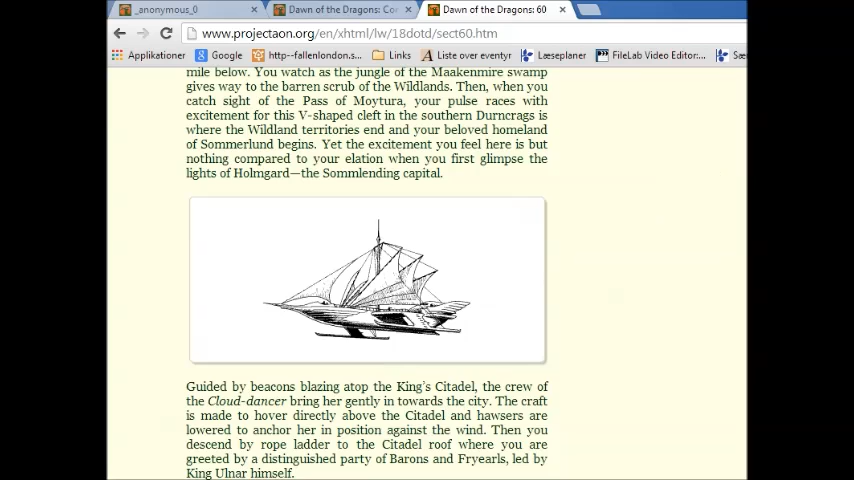 _anonymous_0
Dawn of the Dragons: Cor
Dawn of the Dragons: 60
www.projectaon.org/en/xhtml/lw/18dotd/sect60.htm
Applikationer Google http--fallenlondon.s... Links Liste over eventyr Læseplaner FileLab Video Editor:...
mile below. You watch as the jungle of the Maakenmire swamp
gives way to the barren scrub of the Wildlands. Then, when you
catch sight of the Pass of Moytura, your pulse races with
excitement for this V-shaped cleft in the southern Durncrags is
where the Wildland territories end and your beloved homeland
of Sommerlund begins. Yet the excitement you feel here is but
nothing compared to your elation when you first glimpse the
lights of Holmgard—the Sommlending capital.
Guided by beacons blazing atop the King's Citadel, the crew of
the Cloud-dancer bring her gently in towards the city. The craft
is made to hover directly above the Citadel and hawsers are
lowered to anchor her in position against the wind. Then you
descend by rope ladder to the Citadel roof where you are
greeted by a distinguished party of Barons and Fryearls, led by
King Ulnar himself.